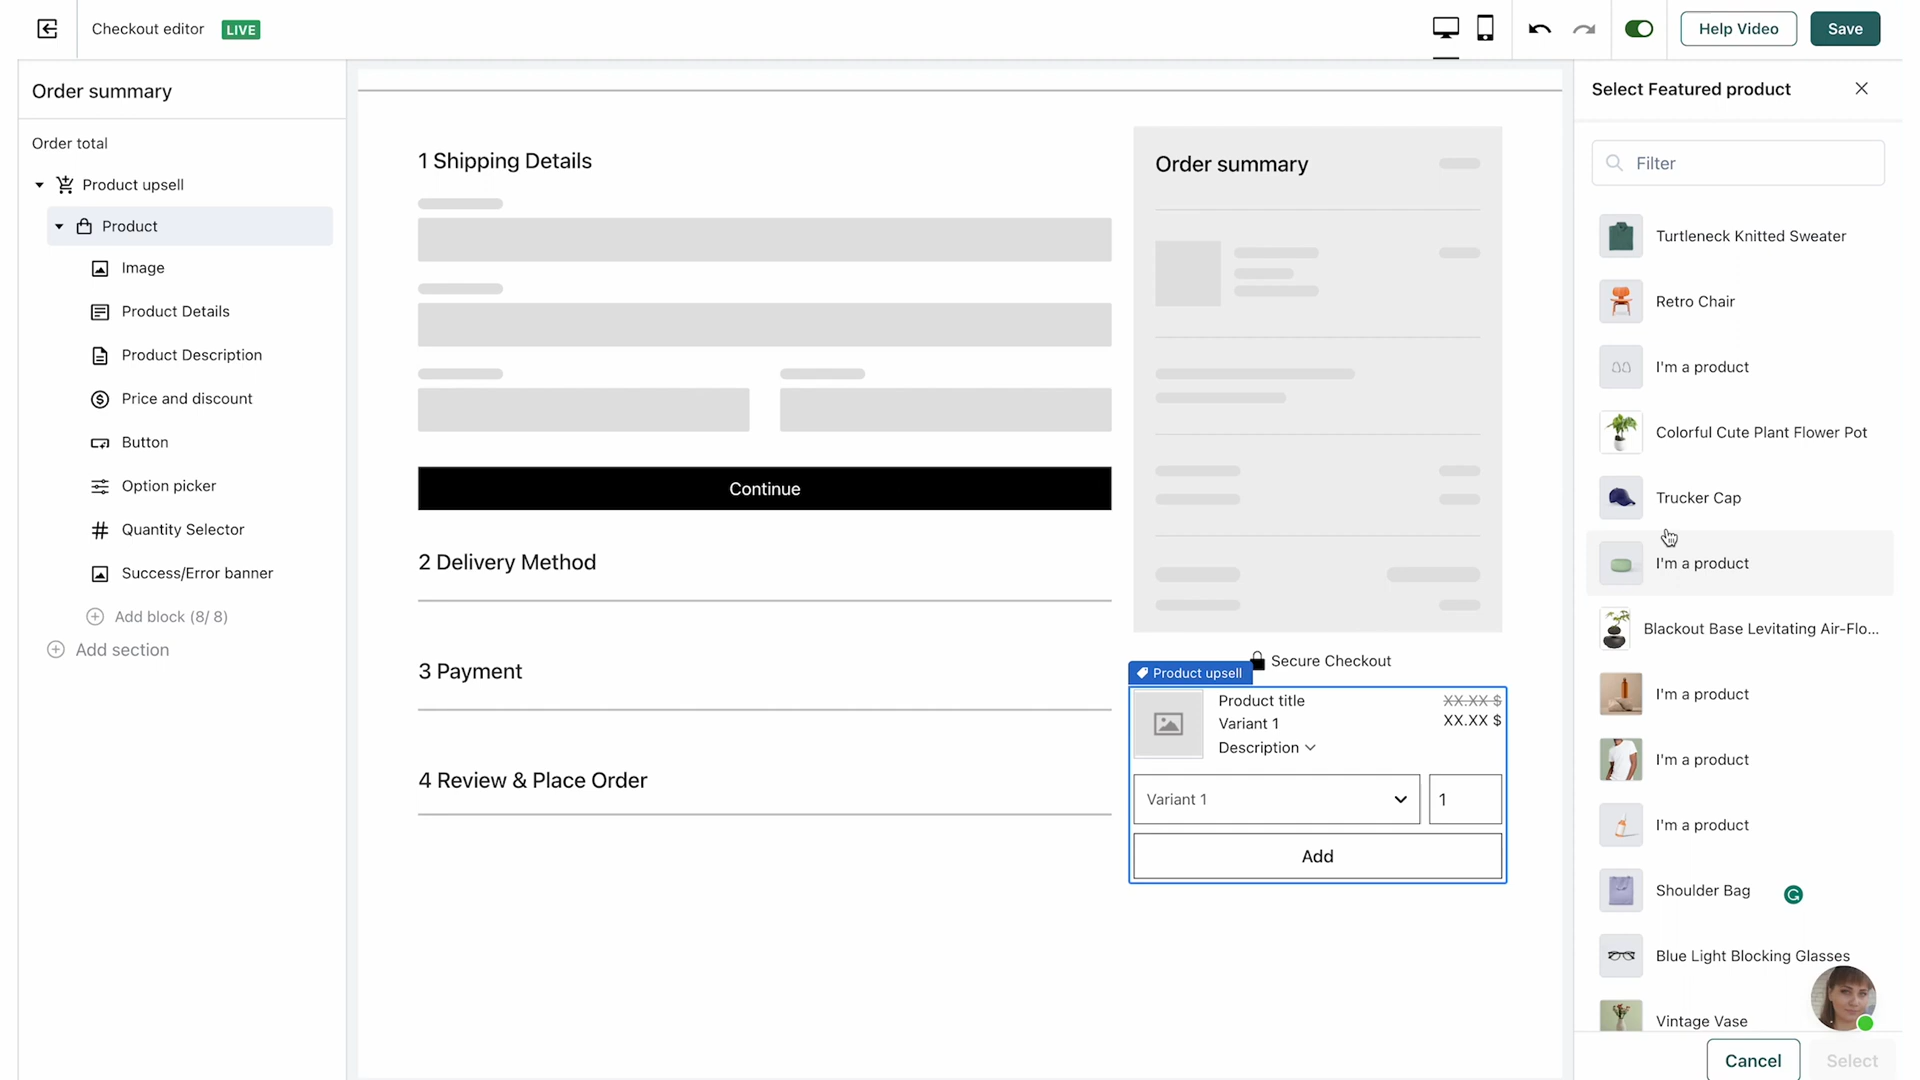 Checkout editor LIVE
Help Video
Save
Order summary
Order total
Product upsell
Product
Image
Product Details
Product Description
Price and discount
Button
Option picker
Quantity Selector
Success/Error banner
Add block (8/ 8)
Add section
1 Shipping Details
Continue
2 Delivery Method
3 Payment
4 Review & Place Order
Order summary
Secure Checkout
Product upsell
Product title
XX.XX $
Variant 1
XX.XX $
Description
Variant 1
1
Add
Select Featured product
Filter
Turtleneck Knitted Sweater
Retro Chair
I'm a product
Colorful Cute Plant Flower Pot
Trucker Cap
I'm a product
Blackout Base Levitating Air-Flo...
I'm a product
I'm a product
I'm a product
Shoulder Bag
Blue Light Blocking Glasses
Vintage Vase
Cancel
Select